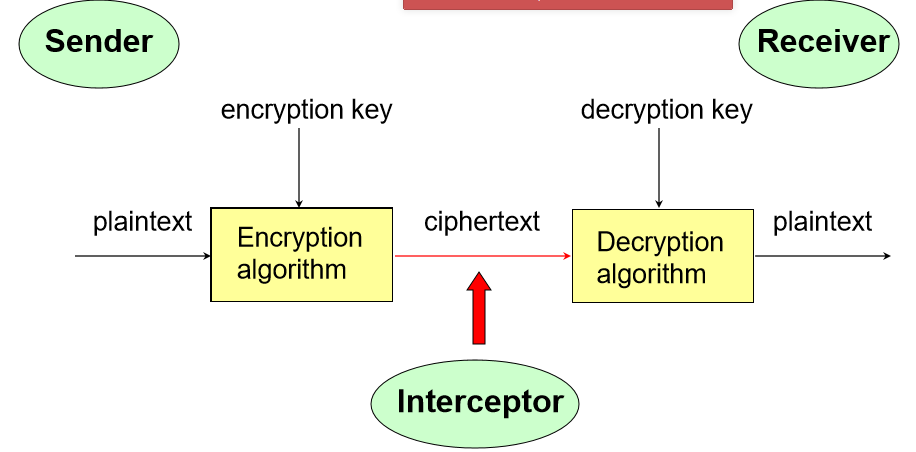 Sender
Receiver
encryption key
decryption key
plaintext
ciphertext
plaintext
Encryption
algorithm
Decryption
algorithm
Interceptor